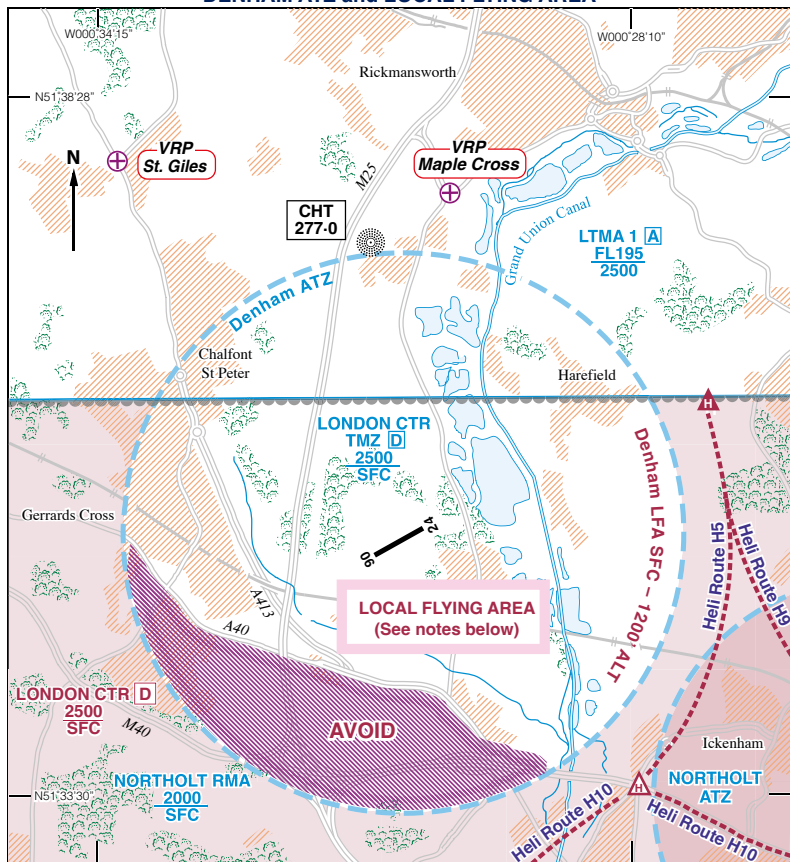 DENHAM ATZ and LOCAL FLYING AREA
W000°34'15"
W000°28'10"
Rickmansworth
N51°38'28"
VRP
St. Giles
VRP
Maple Cross
N
M25
CHT
277·0
Grand Union Canal
LTMA 1 A
FL195
2500
Denham ATZ
Chalfont
St Peter
Harefield
H
LONDON CTR
TMZ D
2500
SFC
Denham LFA SFC – 1200 ALT
Gerrards Cross
24
06
Heli Route H5
Heli Route H9
LOCAL FLYING AREA
(See notes below)
A413
A40
LONDON CTR D
2500
SFC
M40
AVOID
Ickenham
NORTHOLT RMA
2000
SFC
NORTHOLT
ATZ
H
N51°33'30"
Heli Route H10
Heli Route H10